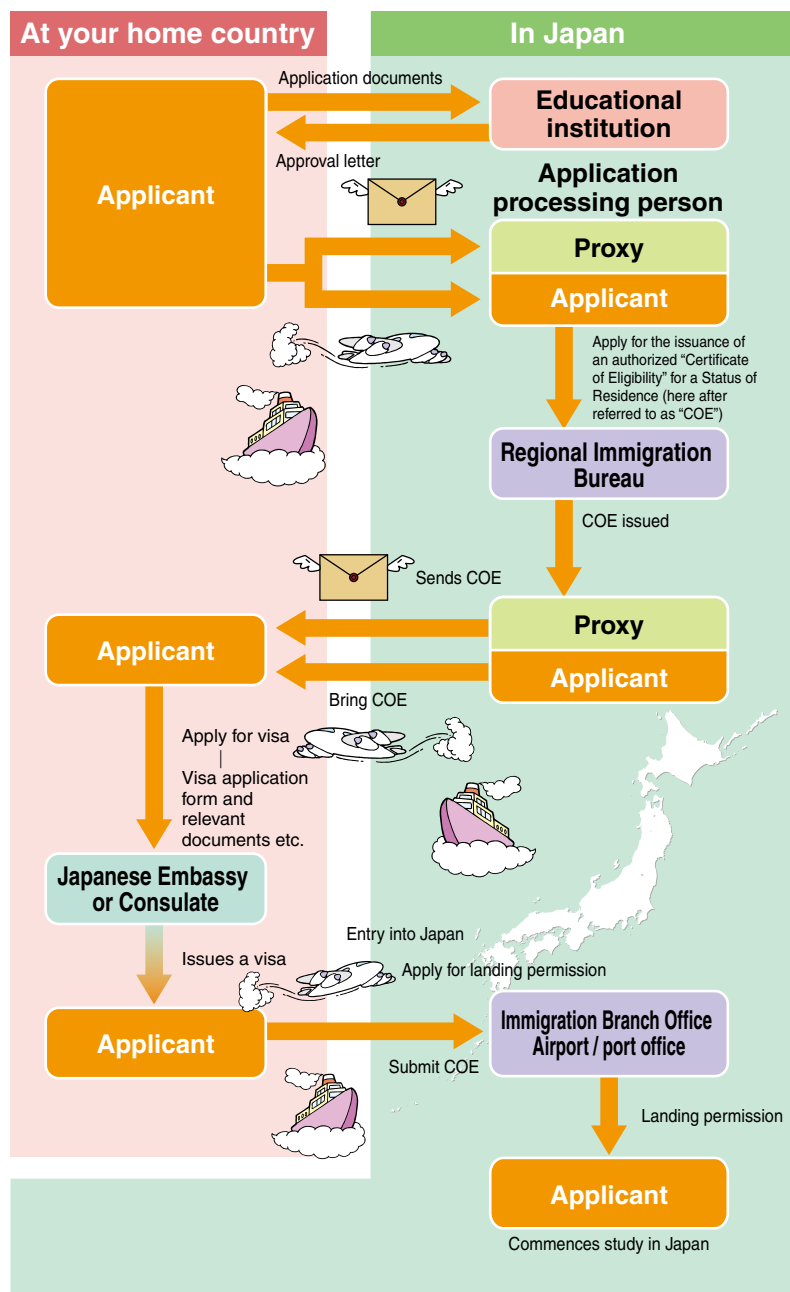 At your home country
In Japan
Application documents
Educational
institution
Approval letter
Applicant
Application
processing person
Proxy
Applicant
Apply for the issuance of
an authorized “Certificate
of Eligibility” for a Status of
Residence (here after
referred to as “COE”)
Regional Immigration
Bureau
COE issued
Sends COE
Proxy
Applicant
Applicant
Bring COE
Apply for visa
Visa application
form and
relevant
documents etc.
Japanese Embassy
or Consulate
Entry into Japan
Issues a visa
Apply for landing permission
Applicant
Immigration Branch Office
Airport / port office
Submit COE
Landing permission
Applicant
Commences study in Japan